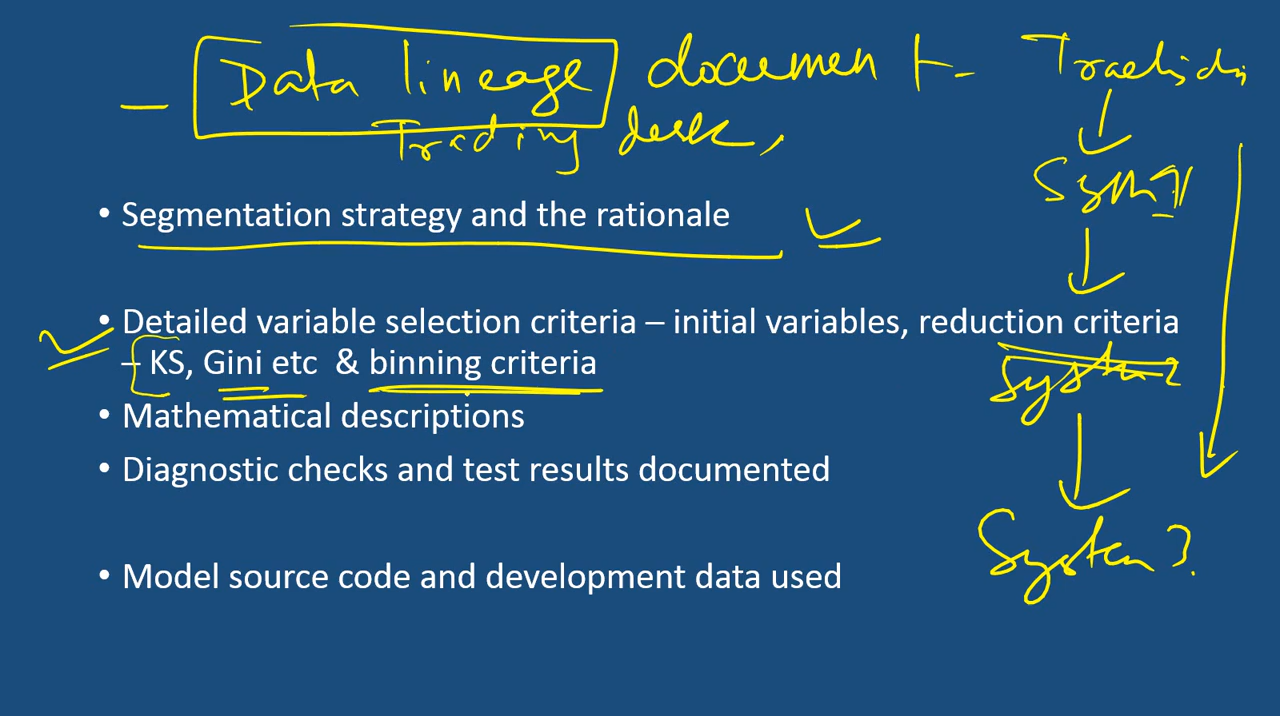 – Data lineage document-
Trading desk,
• Segmentation strategy and the rationale
• Detailed variable selection criteria – initial variables, reduction criteria
– KS, Gini etc & binning criteria
• Mathematical descriptions
• Diagnostic checks and test results documented
• Model source code and development data used
System 2
System 3